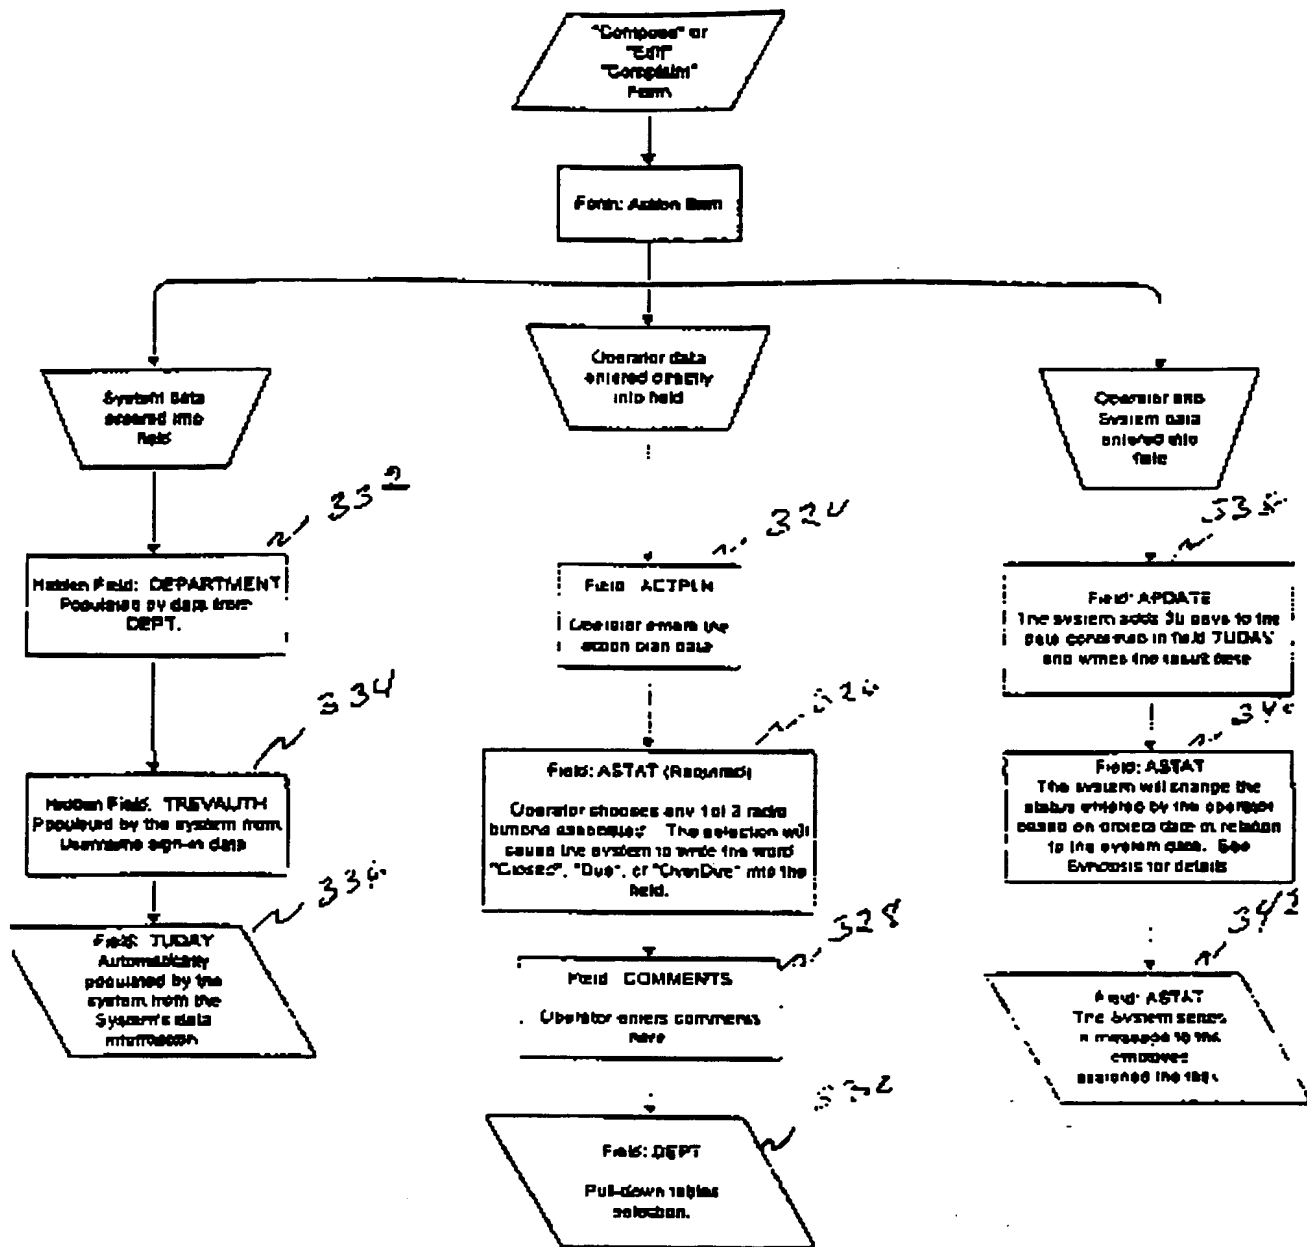 "Compose" or
"Edit"
"Complaint"
Form
Form: Action Item
System data
entered into
field
Operator data
entered directly
into field
Operator and
System data
entered into
field
332
Hidden Field: DEPARTMENT
Populated by data from
DEPT.
334
Hidden Field: TREVAUTH
Populated by the system from
Username sign-in data
Field: TUDAY
Automatically
populated by the
system from the
System's data
information
Field: ACTPLN
Operator enters the
action plan data
Field: ASTAT (Required)
Operator chooses any 1 of 3 radio
buttons The selection will
cause the system to write the word
"Closed", "Due", or "OverDue" into the
field.
328
Field: COMMENTS
Operator enters comments
here
Field: DEPT
Pull-down tables
selection.
Field: APDATE
The system adds 30 days to the
date contained in field TUDAY
and writes the result here
Field: ASTAT
The system will change the
status entered by the operator
based on date in relation
to the system date. See
Synopsis for details
342
Field: ASTAT
The System sends
a message to the
employee
assigned the task.